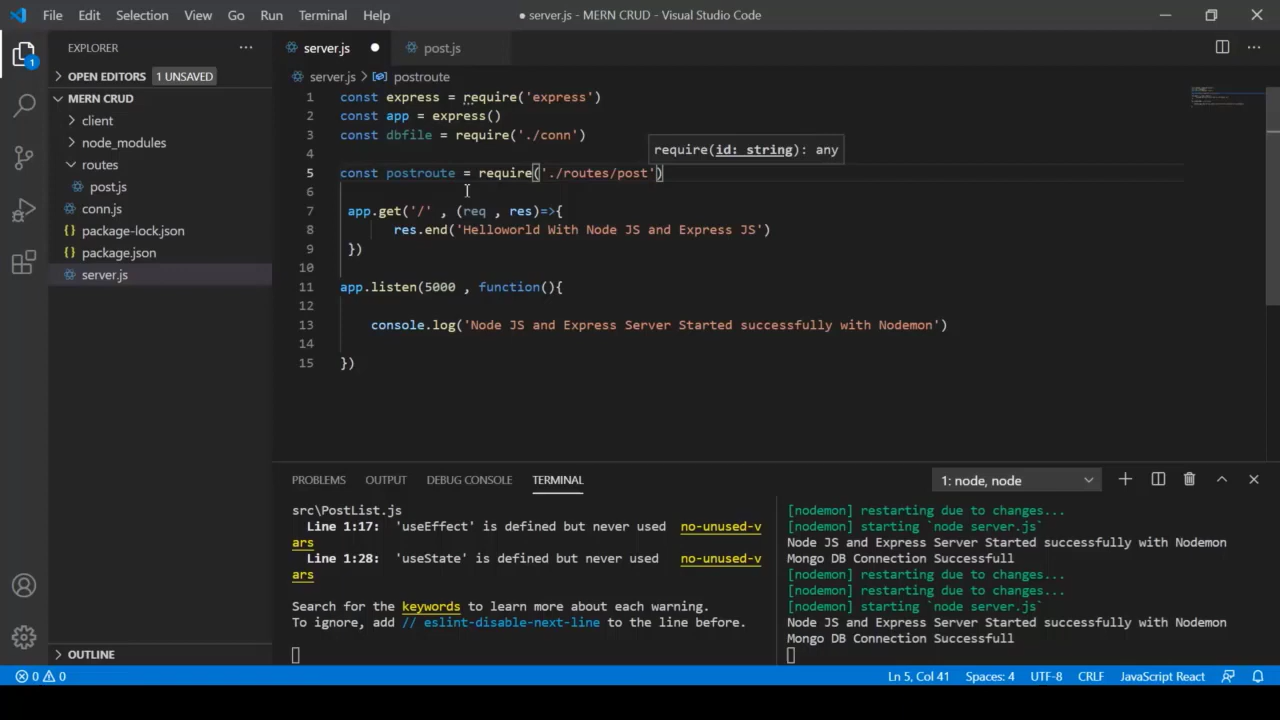 File Edit Selection View Go Run Terminal Help
● server.js - MERN CRUD - Visual Studio Code
EXPLORER
OPEN EDITORS 1 UNSAVED
MERN CRUD
client
node_modules
routes
post.js
conn.js
package-lock.json
package.json
server.js
OUTLINE
1
server.js
post.js
server.js > postroute
1 const express = require('express')
2 const app = express()
3 const dbfile = require('./conn')
4
require(id: string): any
5 const postroute = require('./routes/post')
6
7 app.get('/' , (req , res)=>{
8 res.end('Helloworld With Node JS and Express JS')
9 })
10
11 app.listen(5000 , function(){
12
13 console.log('Node JS and Express Server Started successfully with Nodemon')
14
15 })
PROBLEMS OUTPUT DEBUG CONSOLE TERMINAL
1: node, node
src\PostList.js
Line 1:17: 'useEffect' is defined but never used no-unused-v
ars
Line 1:28: 'useState' is defined but never used no-unused-v
ars
Search for the keywords to learn more about each warning.
To ignore, add // eslint-disable-next-line to the line before.
[nodemon] restarting due to changes...
[nodemon] starting `node server.js`
Node JS and Express Server Started successfully with Nodemon
Mongo DB Connection Successfull
[nodemon] restarting due to changes...
[nodemon] restarting due to changes...
[nodemon] starting `node server.js`
Node JS and Express Server Started successfully with Nodemon
Mongo DB Connection Successfull
0 0
Ln 5, Col 41 Spaces: 4 UTF-8 CRLF JavaScript React